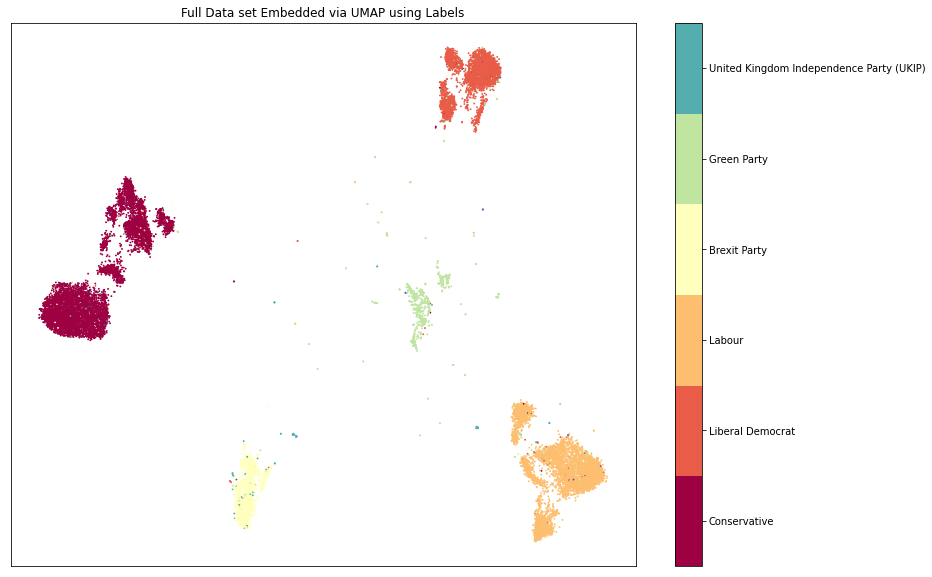 Full Data set Embedded via UMAP using Labels
United Kingdom Independence Party (UKIP)
Green Party
Brexit Party
Labour
Liberal Democrat
Conservative